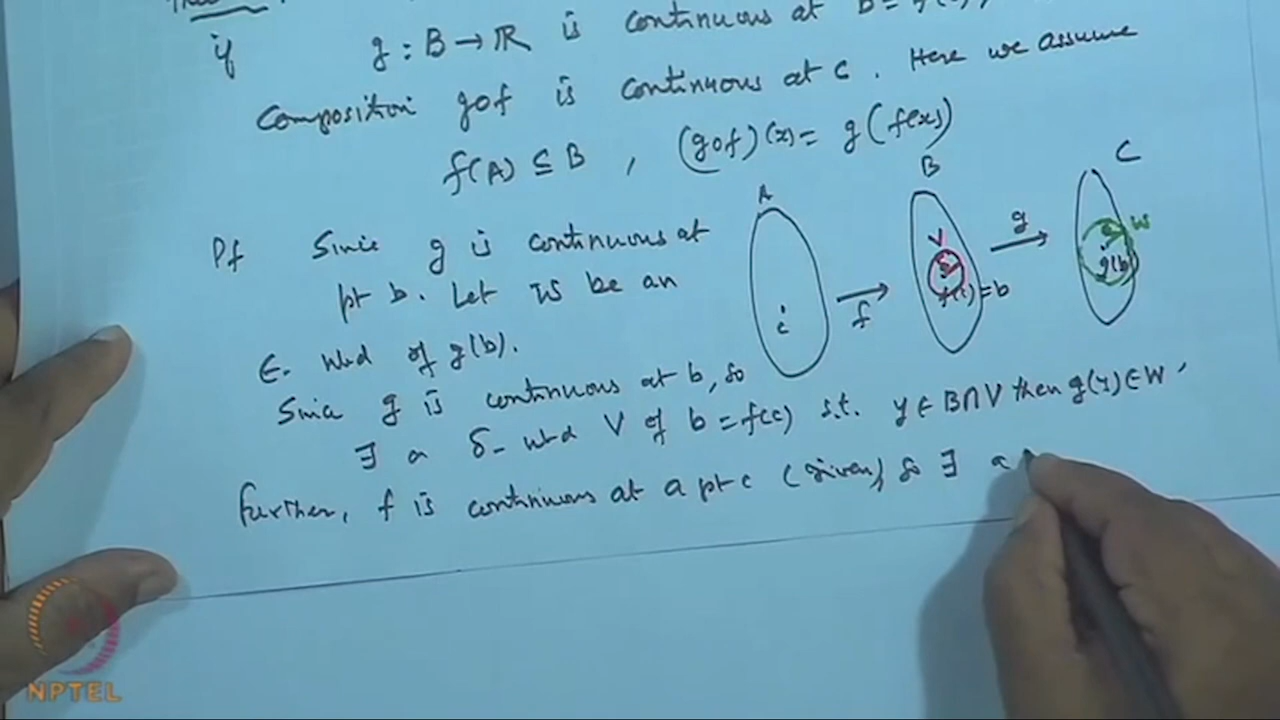 if g : B → R is continuous at
Composition gof is continuous at c. Here we assume
f(A) ⊆ B , (gof)(x) = g(f(x))
A B C
f g V W
c f(c)=b g(b)
Pf Since g is continuous at
pt b. Let W be an
ε- nbd of g(b).
Since g is continuous at b, so
∃ a δ- nbd V of b = f(c) s.t. y ∈ B∩V then g(y) ∈ W.
Further, f is continuous at a pt c (given) so ∃ a
NPTEL